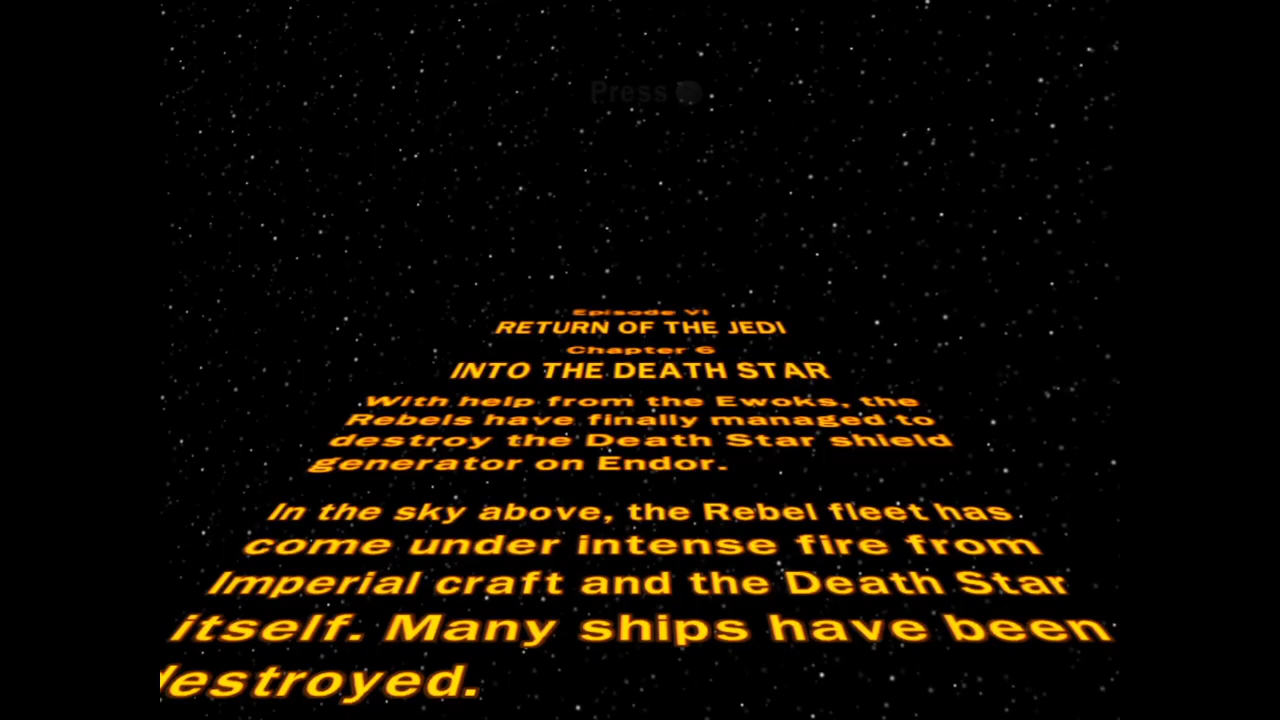 Press
Episode VI
RETURN OF THE JEDI
Chapter 6
INTO THE DEATH STAR
With help from the Ewoks, the
Rebels have finally managed to
destroy the Death Star shield
generator on Endor.
In the sky above, the Rebel fleet has
come under intense fire from
Imperial craft and the Death Star
itself. Many ships have been
destroyed.